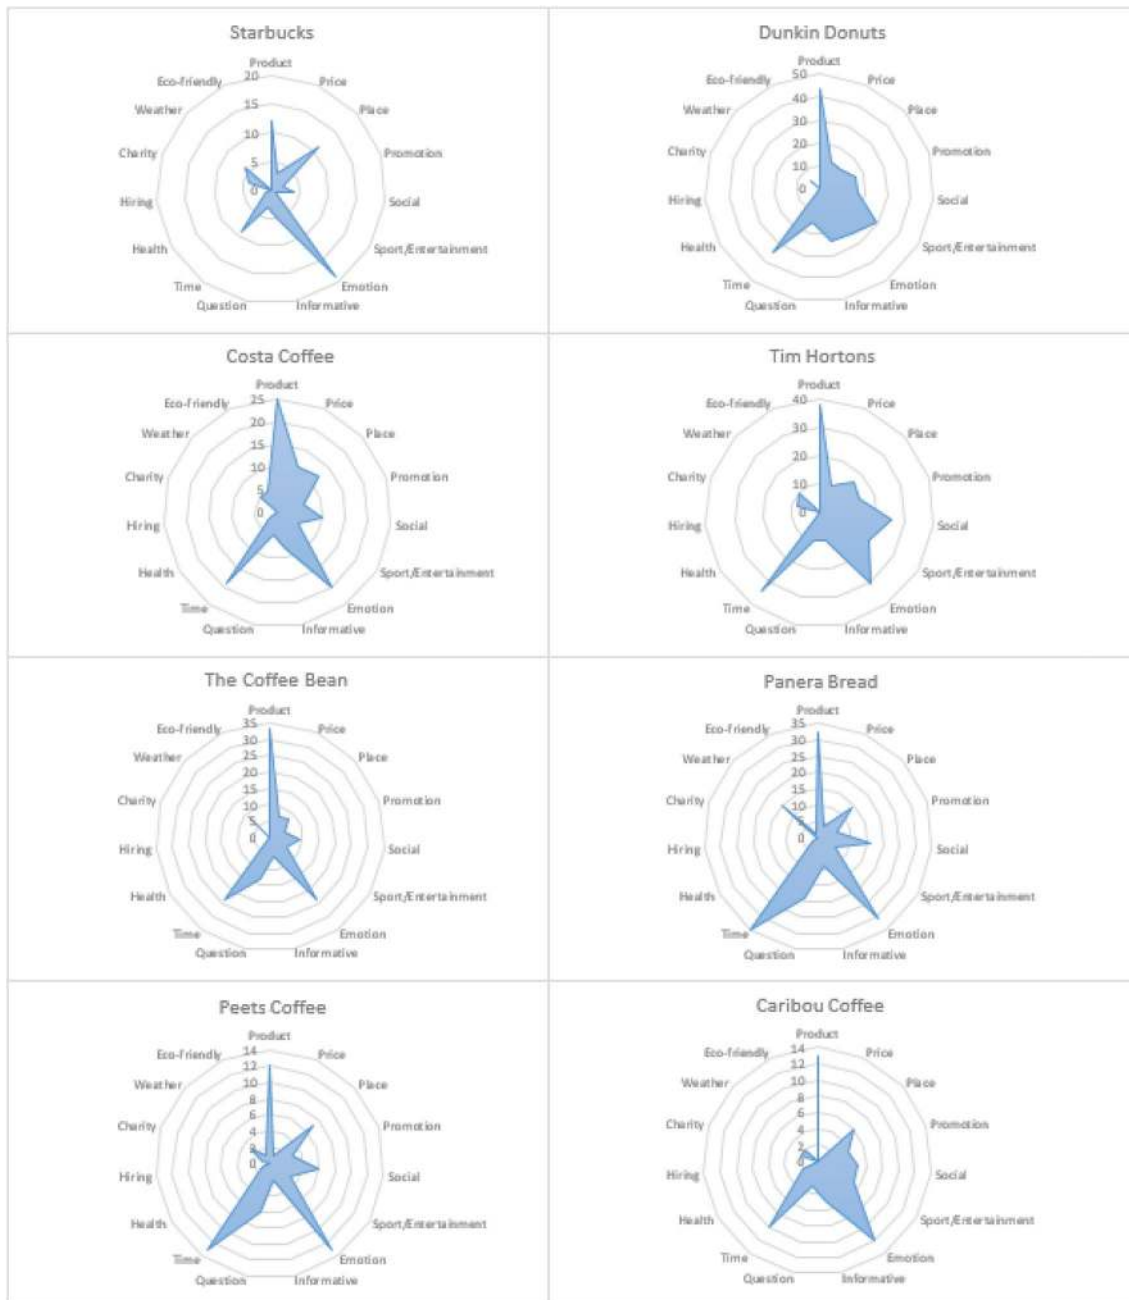 Starbucks
Product
Price
Place
Promotion
Social
Sport/Entertainment
Emotion
Informative
Question
Time
Health
Hiring
Charity
Weather
Eco-friendly
20
15
10
5
0
Dunkin Donuts
Product
Price
Place
Promotion
Social
Sport/Entertainment
Emotion
Informative
Question
Time
Health
Hiring
Charity
Weather
Eco-friendly
50
40
30
20
10
0
Costa Coffee
Product
Price
Place
Promotion
Social
Sport/Entertainment
Emotion
Informative
Question
Time
Health
Hiring
Charity
Weather
Eco-friendly
25
20
15
10
5
0
Tim Hortons
Product
Price
Place
Promotion
Social
Sport/Entertainment
Emotion
Informative
Question
Time
Health
Hiring
Charity
Weather
Eco-friendly
40
30
20
10
0
The Coffee Bean
Product
Price
Place
Promotion
Social
Sport/Entertainment
Emotion
Informative
Question
Time
Health
Hiring
Charity
Weather
Eco-friendly
35
30
25
20
15
10
5
0
Panera Bread
Product
Price
Place
Promotion
Social
Sport/Entertainment
Emotion
Informative
Question
Time
Health
Hiring
Charity
Weather
Eco-friendly
35
30
25
20
15
10
5
0
Peets Coffee
Product
Price
Place
Promotion
Social
Sport/Entertainment
Emotion
Informative
Question
Time
Health
Hiring
Charity
Weather
Eco-friendly
14
12
10
8
6
4
2
0
Caribou Coffee
Product
Price
Place
Promotion
Social
Sport/Entertainment
Emotion
Informative
Question
Time
Health
Hiring
Charity
Weather
Eco-friendly
14
12
10
8
6
4
2
0